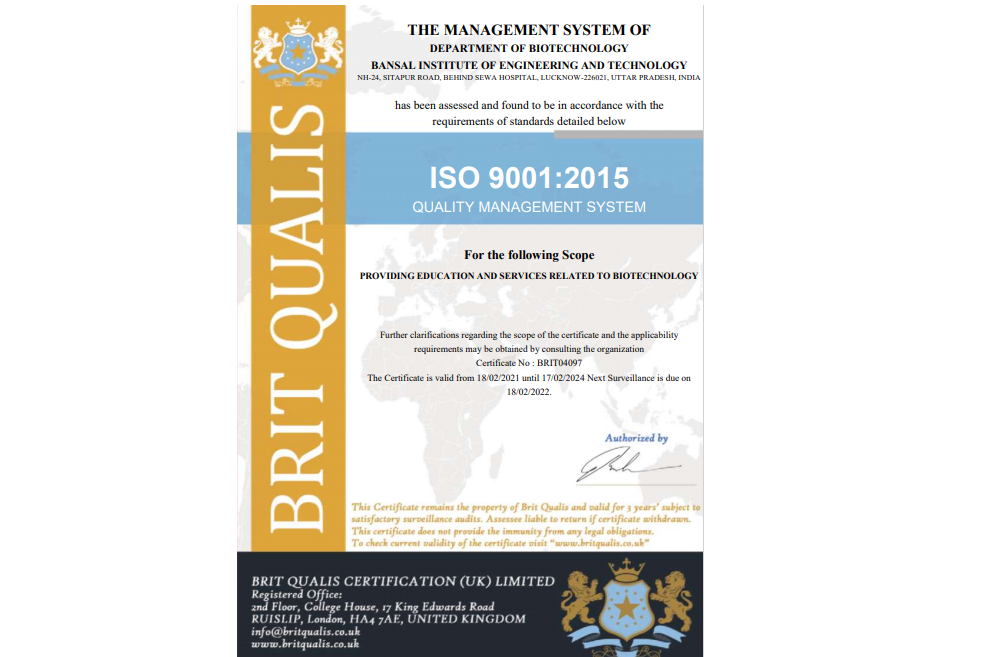 BRIT QUALIS
THE MANAGEMENT SYSTEM OF
DEPARTMENT OF BIOTECHNOLOGY
BANSAL INSTITUTE OF ENGINEERING AND TECHNOLOGY
NH-24, SITAPUR ROAD, BEHIND SEWA HOSPITAL, LUCKNOW-226021, UTTAR PRADESH, INDIA
has been assessed and found to be in accordance with the
requirements of standards detailed below
ISO 9001:2015
QUALITY MANAGEMENT SYSTEM
For the following Scope
PROVIDING EDUCATION AND SERVICES RELATED TO BIOTECHNOLOGY
Further clarifications regarding the scope of the certificate and the applicability
requirements may be obtained by consulting the organization
Certificate No : BRIT04097
The Certificate is valid from 18/02/2021 until 17/02/2024 Next Surveillance is due on
18/02/2022.
Authorized by
This Certificate remains the property of Brit Qualis and valid for 3 years' subject to
satisfactory surveillance audits. Assessee liable to return if certificate withdrawn.
This certificate does not provide the immunity from any legal obligations.
To check current validity of the certificate visit "www.britqualis.co.uk"
BRIT QUALIS CERTIFICATION (UK) LIMITED
Registered Office:
2nd Floor, College House, 17 King Edwards Road
RUISLIP, London, HA4 7AE, UNITED KINGDOM
info@britqualis.co.uk
www.britqualis.co.uk